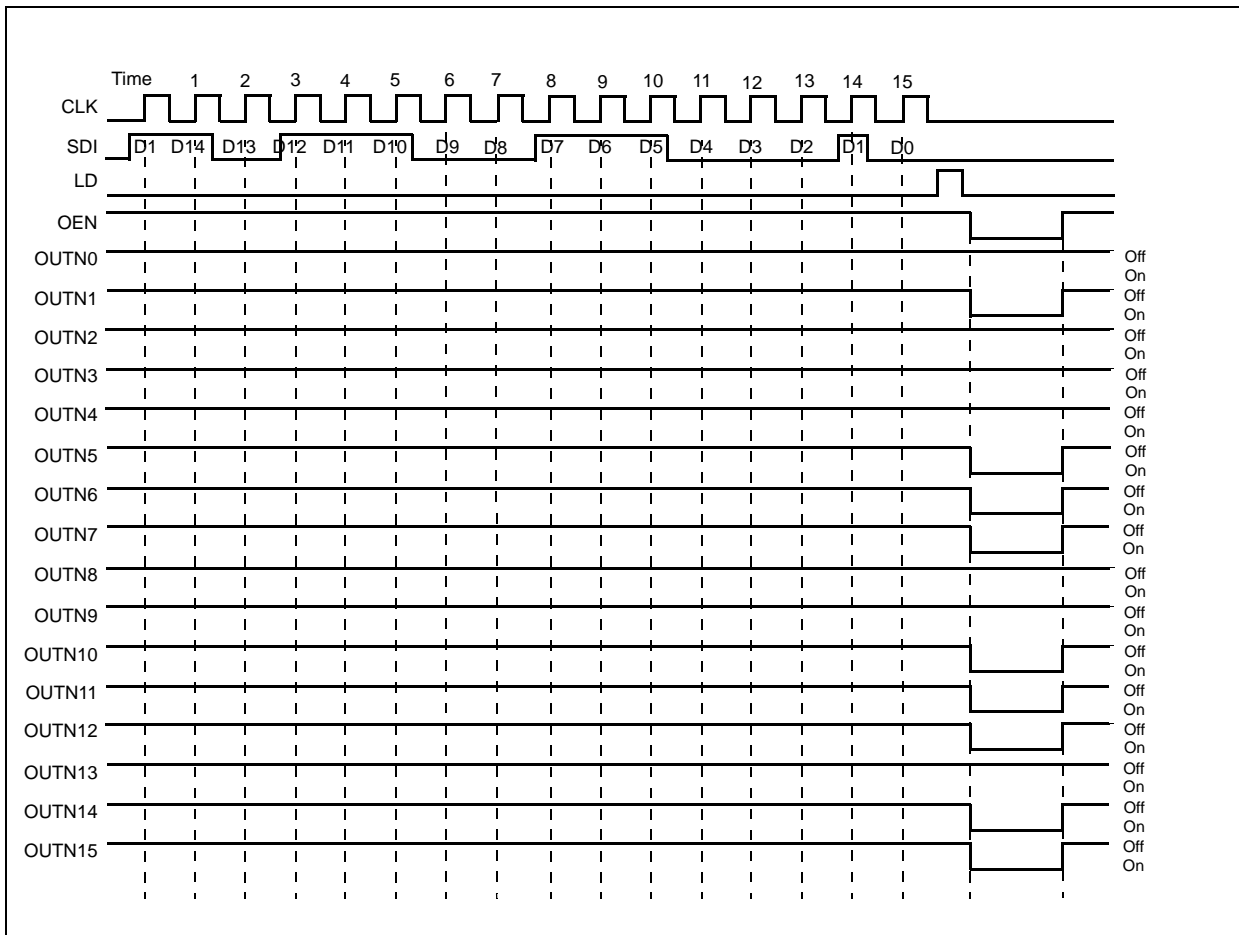 Time 1 2 3 4 5 6 7 8 9 10 11 12 13 14 15
CLK
SDI D1 D14 D13 D12 D11 D10 D9 D8 D7 D6 D5 D4 D3 D2 D1 D0
LD
OEN
OUTN0 Off
On
OUTN1 Off
On
OUTN2 Off
On
OUTN3 Off
On
OUTN4 Off
On
OUTN5 Off
On
OUTN6 Off
On
OUTN7 Off
On
OUTN8 Off
On
OUTN9 Off
On
OUTN10 Off
On
OUTN11 Off
On
OUTN12 Off
On
OUTN13 Off
On
OUTN14 Off
On
OUTN15 Off
On